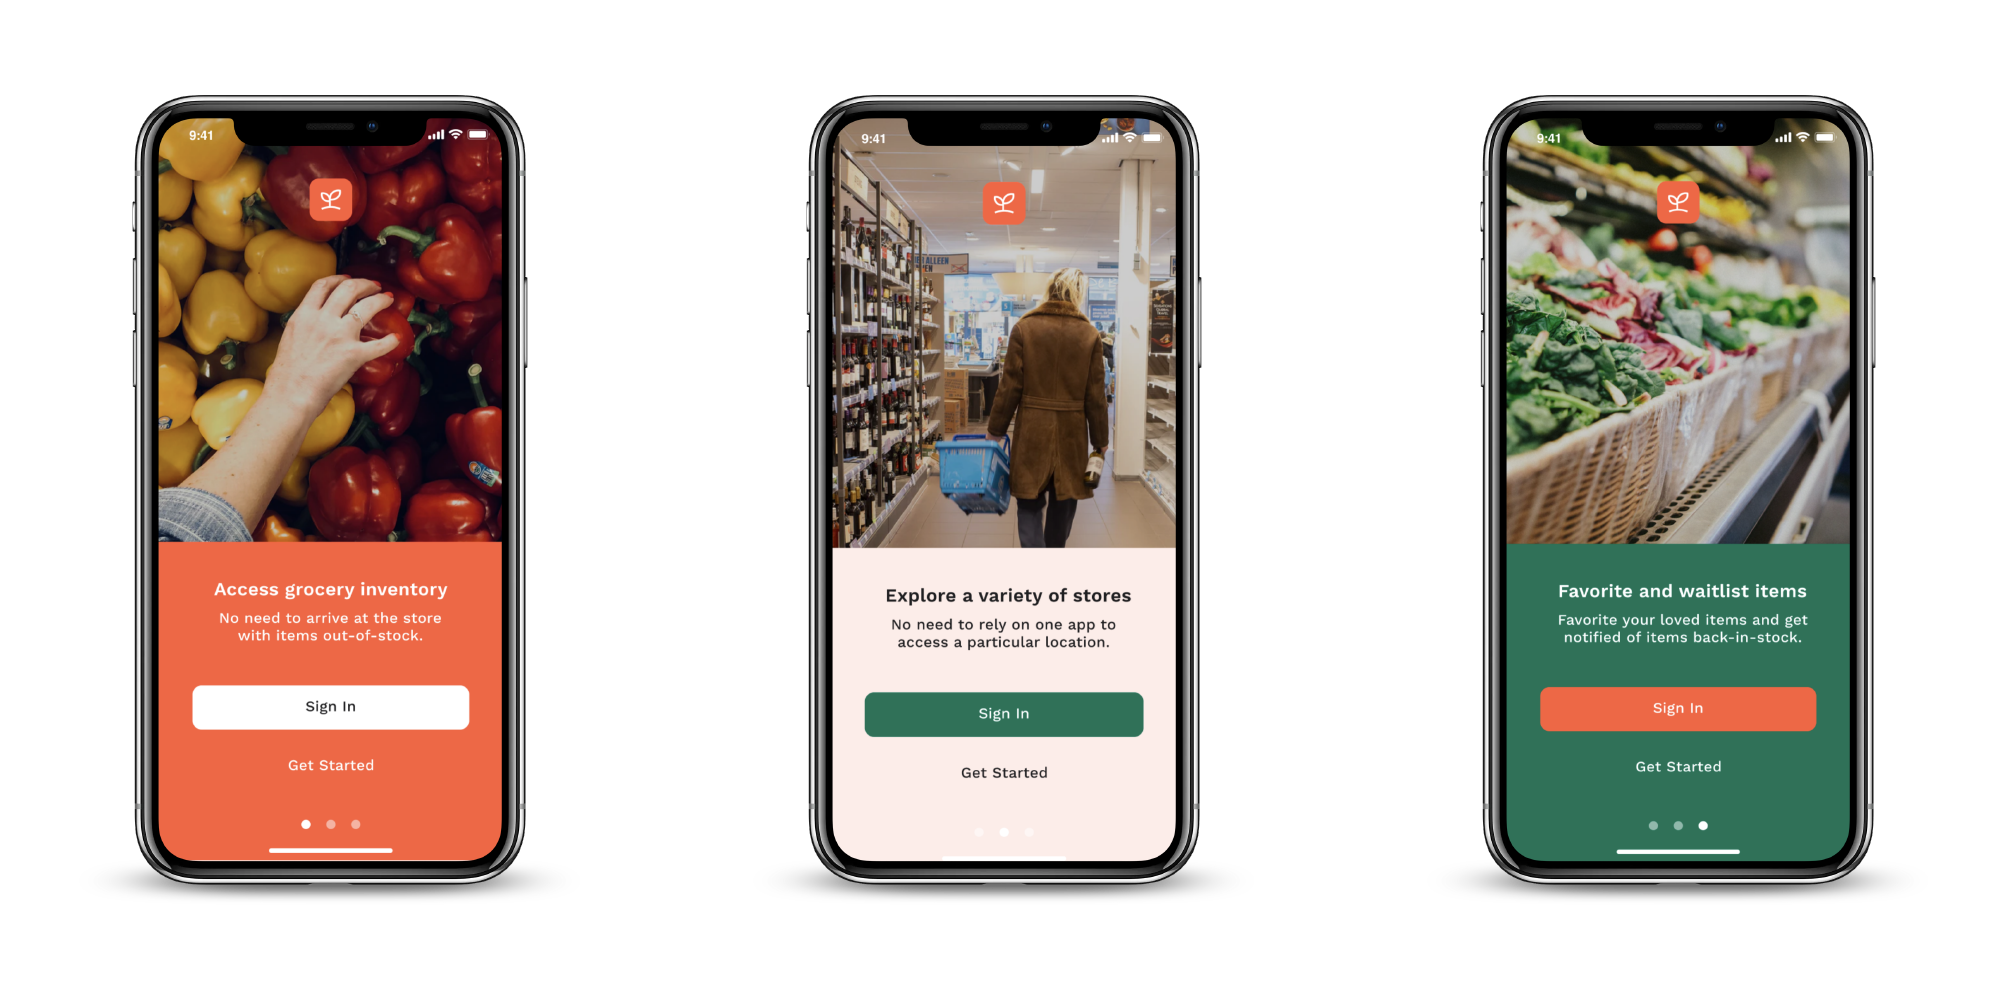 9:41
Access grocery inventory
No need to arrive at the store
with items out-of-stock.
Sign In
Get Started
9:41
ALLEEN
Explore a variety of stores
No need to rely on one app to
access a particular location.
Sign In
Get Started
9:41
Favorite and waitlist items
Favorite your loved items and get
notified of items back-in-stock.
Sign In
Get Started